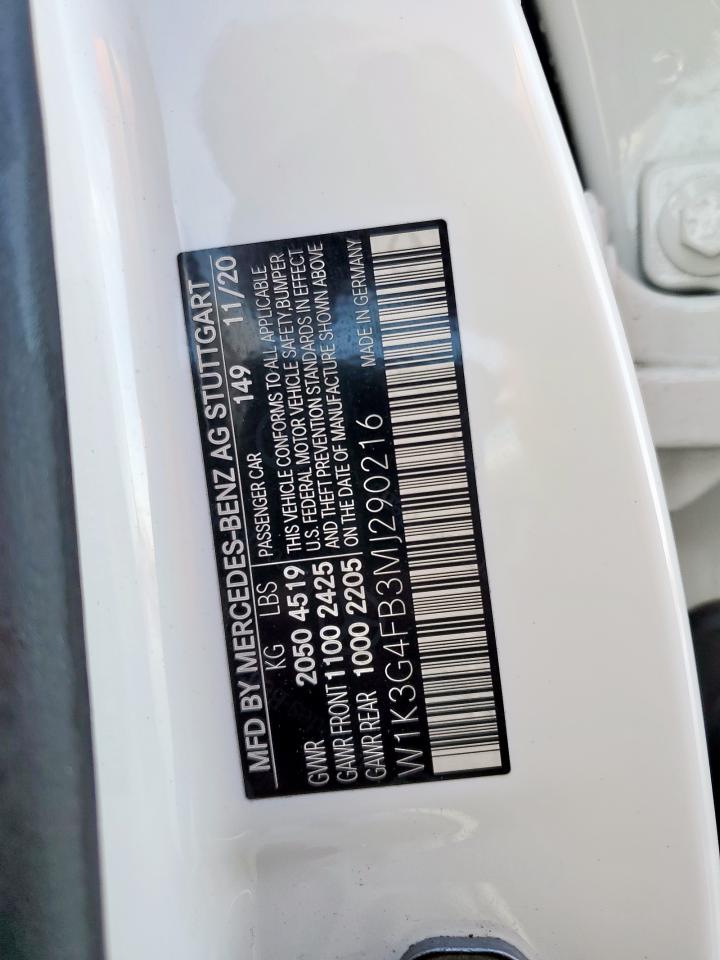 MFD BY MERCEDES-BENZ AG STUTTGART
KG LBS PASSENGER CAR 149 11/20
GVWR 2050 4519 THIS VEHICLE CONFORMS TO ALL APPLICABLE
GAWR FRONT 1100 2425 U.S. FEDERAL MOTOR VEHICLE SAFETY,BUMPER,
GAWR REAR 1000 2205 AND THEFT PREVENTION STANDARDS IN EFFECT
ON THE DATE OF MANUFACTURE SHOWN ABOVE
W1K3G4FB3MJ290216 MADE IN GERMANY